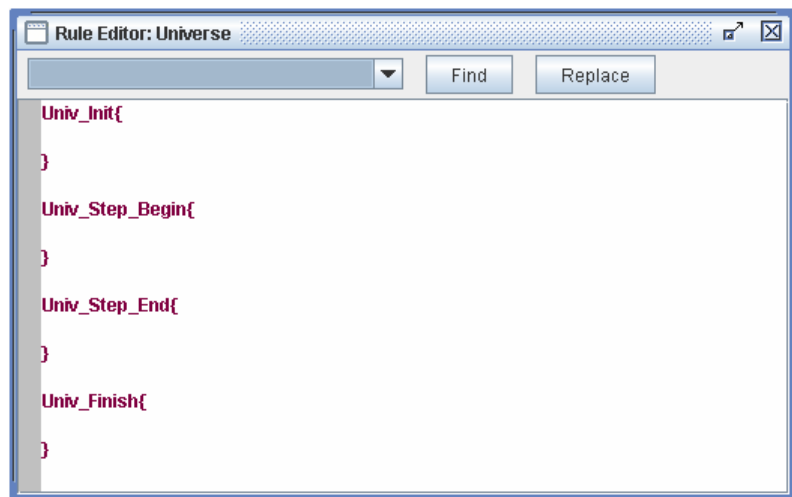 Rule Editor: Universe
Find Replace
Univ_Init{
}
Univ_Step_Begin{
}
Univ_Step_End{
}
Univ_Finish{
}